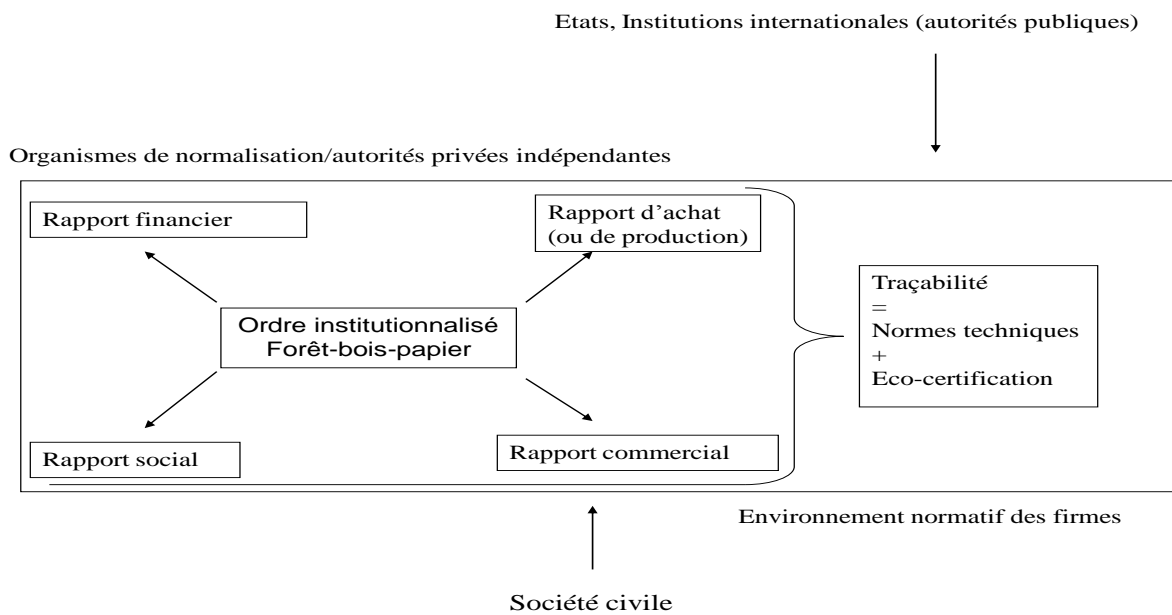 Etats, Institutions internationales (autorités publiques)
Organismes de normalisation/autorités privées indépendantes
Rapport financier
Rapport d’achat
(ou de production)
Traçabilité
=
Normes techniques
+
Eco-certification
Ordre institutionnalisé
Forêt-bois-papier
Rapport social
Rapport commercial
Environnement normatif des firmes
Société civile